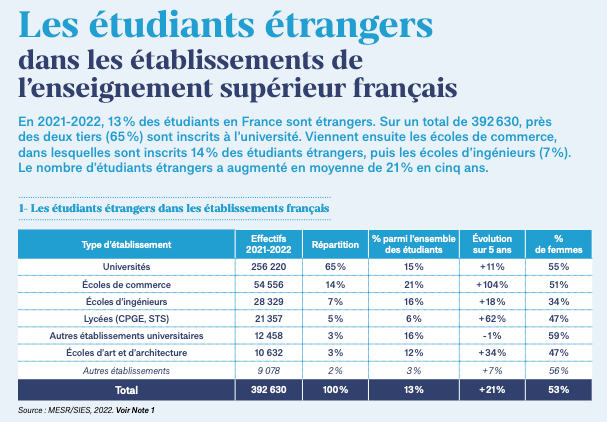 Les étudiants étrangers
dans les établissements de
l'enseignement supérieur français
En 2021-2022, 13 % des étudiants en France sont étrangers. Sur un total de 392 630, près
des deux tiers (65 %) sont inscrits à l'université. Viennent ensuite les écoles de commerce,
dans lesquelles sont inscrits 14 % des étudiants étrangers, puis les écoles d'ingénieurs (7 %).
Le nombre d'étudiants étrangers a augmenté en moyenne de 21 % en cinq ans.
1- Les étudiants étrangers dans les établissements français
Type d'établissement Effectifs 2021-2022 Répartition % parmi l'ensemble des étudiants Évolution sur 5 ans % de femmes
Universités 256 220 65 % 15 % +11 % 55 %
Écoles de commerce 54 556 14 % 21 % +104 % 51 %
Écoles d'ingénieurs 28 329 7 % 16 % +18 % 34 %
Lycées (CPGE, STS) 21 357 5 % 6 % +62 % 47 %
Autres établissements universitaires 12 458 3 % 16 % -1 % 59 %
Écoles d'art et d'architecture 10 632 3 % 12 % +34 % 47 %
Autres établissements 9 078 2 % 3 % +7 % 56 %
Total 392 630 100 % 13 % +21 % 53 %
Source : MESR/SIES, 2022. Voir Note 1